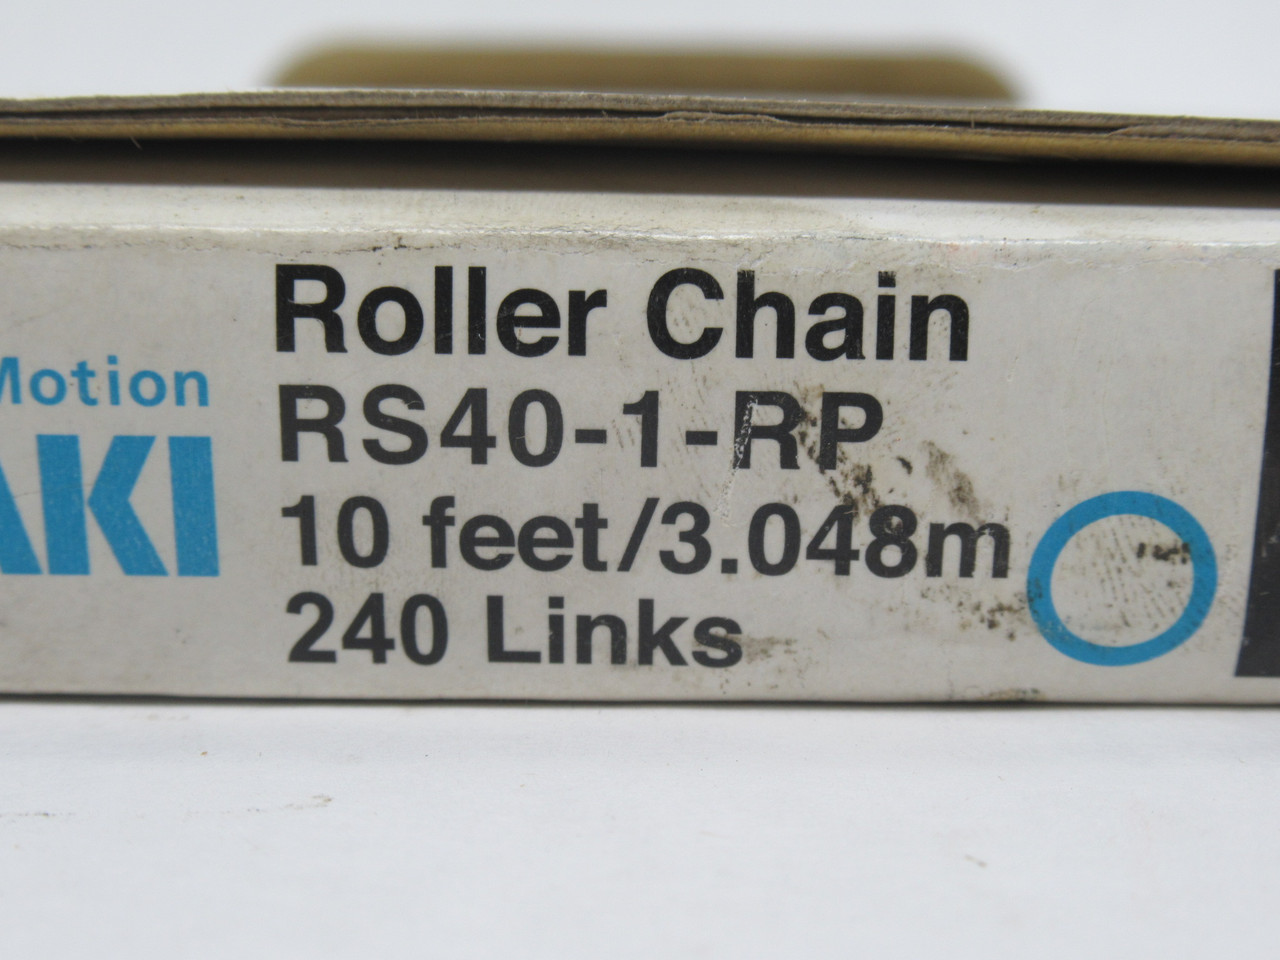 Roller Chain
RS40-1-RP
10 feet/3.048m
240 Links
Motion
AKI